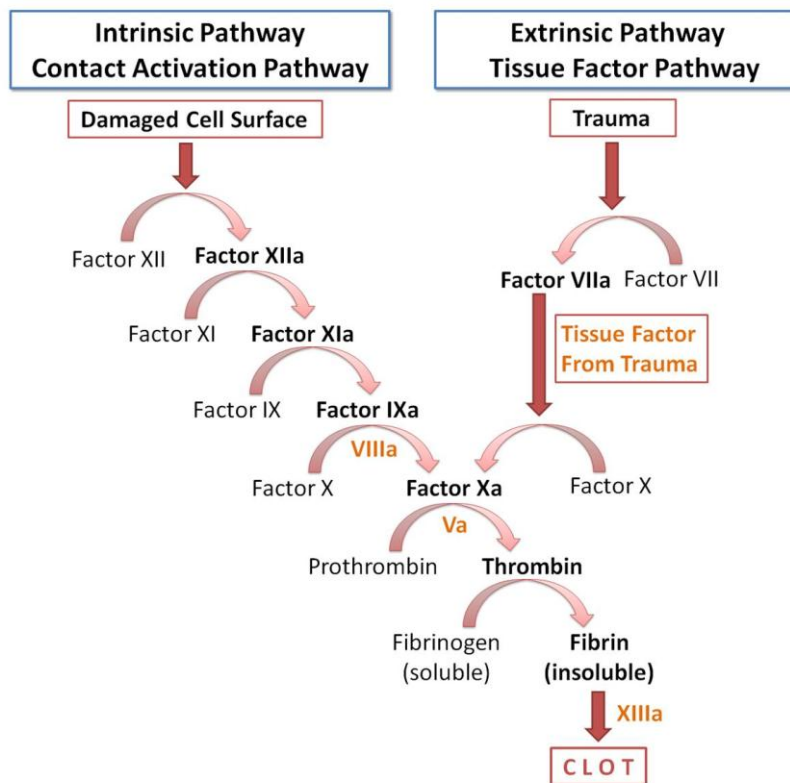 Intrinsic Pathway
Contact Activation Pathway
Extrinsic Pathway
Tissue Factor Pathway
Damaged Cell Surface
Trauma
Factor XII
Factor XIIa
Factor VIIa
Factor VII
Factor XI
Factor XIa
Tissue Factor
From Trauma
Factor IX
Factor IXa
VIIIa
Factor X
Factor Xa
Factor X
Va
Prothrombin
Thrombin
Fibrinogen
(soluble)
Fibrin
(insoluble)
XIIIa
CLOT